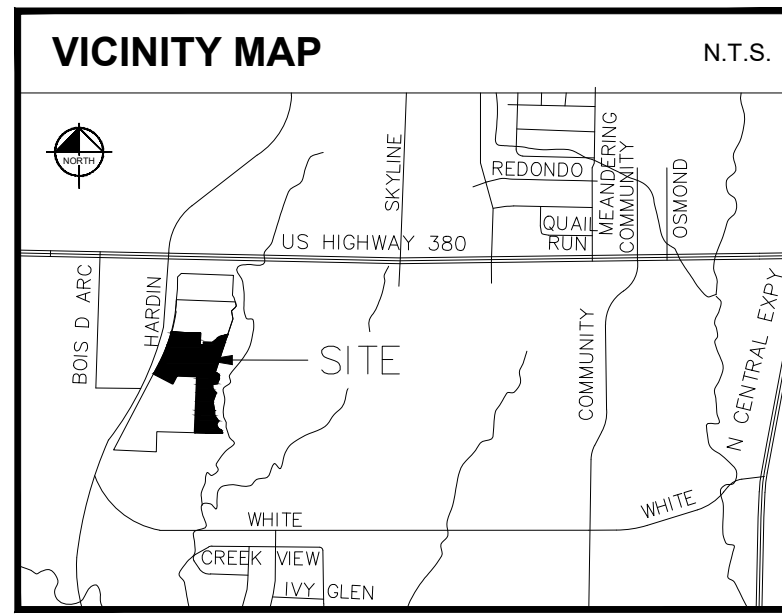 VICINITY MAP
N.T.S.
NORTH
SKYLINE
REDONDO
MEANDERING
COMMUNITY
OSMOND
QUAIL
RUN
US HIGHWAY 380
BOIS D ARC
HARDIN
SITE
COMMUNITY
N CENTRAL EXPY
WHITE
WHITE
CREEK VIEW
IVY GLEN